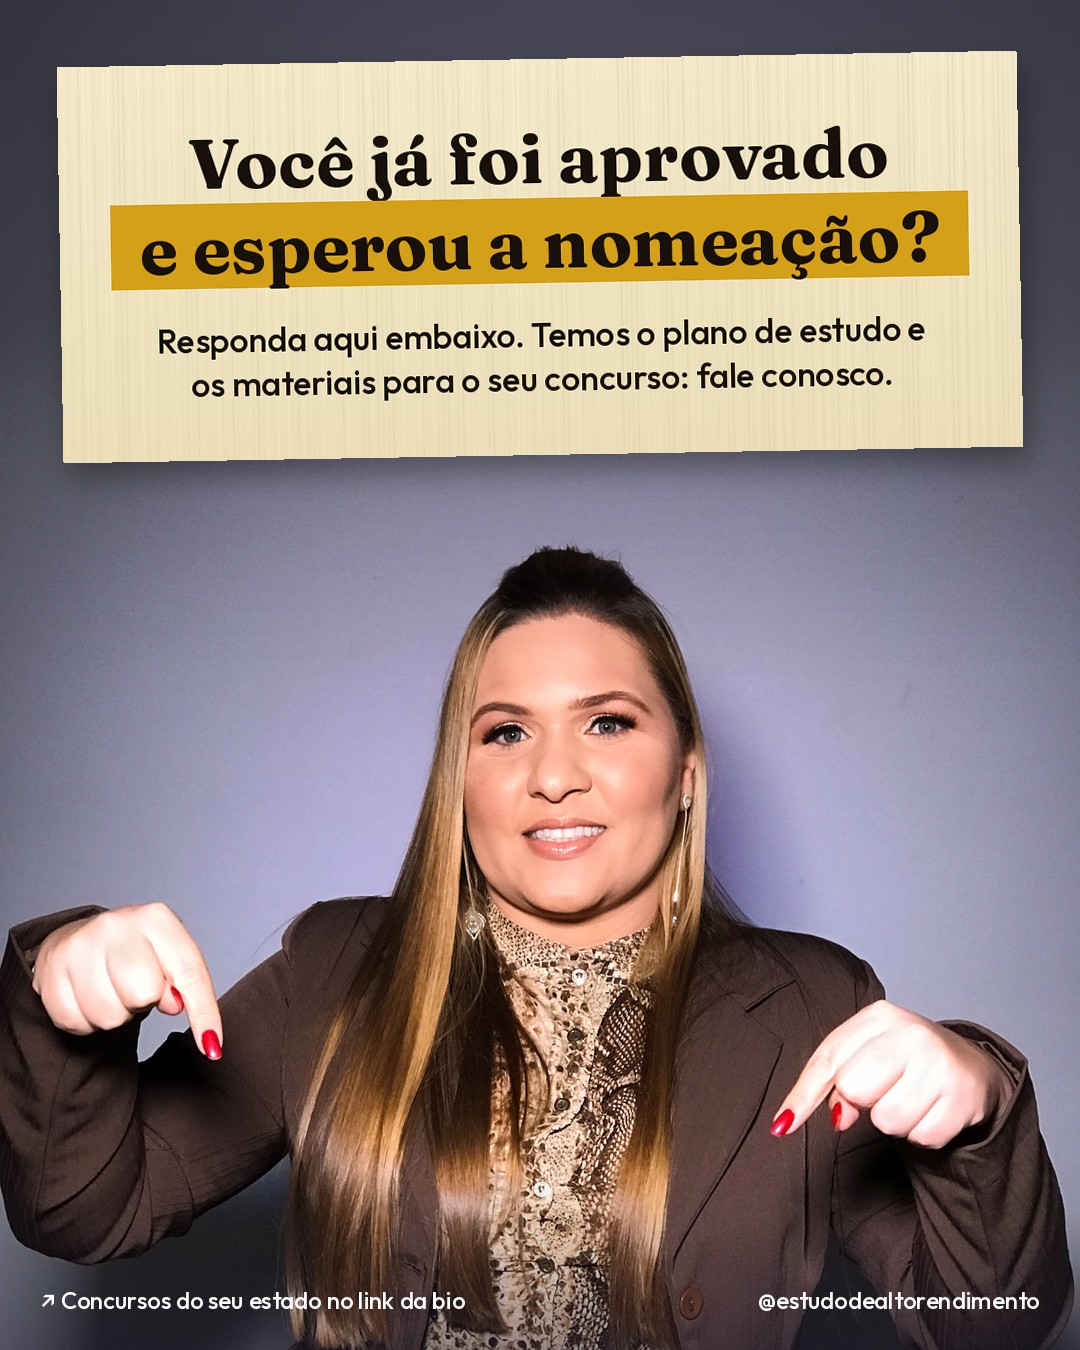 Você já foi aprovado
e esperou a nomeação?
Responda aqui embaixo. Temos o plano de estudo e
os materiais para o seu concurso: fale conosco.
↗ Concursos do seu estado no link da bio
@estudodealtorendimento